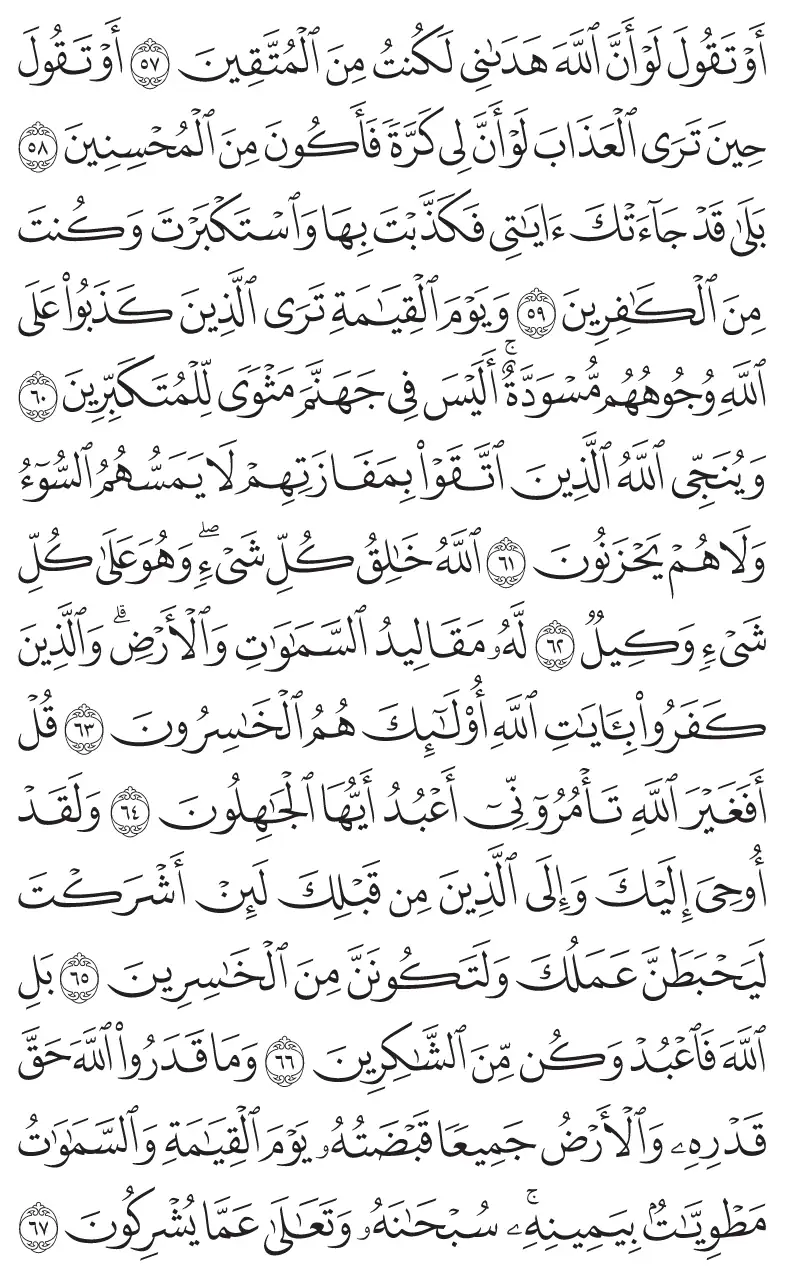 أَوْ تَقُولَ لَوْ أَنَّ ٱللَّهَ هَدَىٰنِى لَكُنتُ مِنَ ٱلْمُتَّقِينَ ٥٧ أَوْ تَقُولَ
حِينَ تَرَى ٱلْعَذَابَ لَوْ أَنَّ لِى كَرَّةً فَأَكُونَ مِنَ ٱلْمُحْسِنِينَ ٥٨
بَلَىٰ قَدْ جَآءَتْكَ ءَايَٰتِى فَكَذَّبْتَ بِهَا وَٱسْتَكْبَرْتَ وَكُنتَ
مِنَ ٱلْكَٰفِرِينَ ٥٩ وَيَوْمَ ٱلْقِيَٰمَةِ تَرَى ٱلَّذِينَ كَذَبُوا۟ عَلَى
ٱللَّهِ وُجُوهُهُم مُّسْوَدَّةٌ ۚ أَلَيْسَ فِى جَهَنَّمَ مَثْوًى لِّلْمُتَكَبِّرِينَ ٦٠
وَيُنَجِّى ٱللَّهُ ٱلَّذِينَ ٱتَّقَوْا۟ بِمَفَازَتِهِمْ لَا يَمَسُّهُمُ ٱلسُّوٓءُ
وَلَا هُمْ يَحْزَنُونَ ٦١ ٱللَّهُ خَٰلِقُ كُلِّ شَىْءٍ ۖ وَهُوَ عَلَىٰ كُلِّ
شَىْءٍ وَكِيلٌ ٦٢ لَّهُۥ مَقَالِيدُ ٱلسَّمَٰوَٰتِ وَٱلْأَرْضِ ۗ وَٱلَّذِينَ
كَفَرُوا۟ بِـَٔايَٰتِ ٱللَّهِ أُو۟لَٰٓئِكَ هُمُ ٱلْخَٰسِرُونَ ٦٣ قُلْ
أَفَغَيْرَ ٱللَّهِ تَأْمُرُوٓنِّىٓ أَعْبُدُ أَيُّهَا ٱلْجَٰهِلُونَ ٦٤ وَلَقَدْ
أُوحِىَ إِلَيْكَ وَإِلَى ٱلَّذِينَ مِن قَبْلِكَ لَئِنْ أَشْرَكْتَ
لَيَحْبَطَنَّ عَمَلُكَ وَلَتَكُونَنَّ مِنَ ٱلْخَٰسِرِينَ ٦٥ بَلِ
ٱللَّهَ فَٱعْبُدْ وَكُن مِّنَ ٱلشَّٰكِرِينَ ٦٦ وَمَا قَدَرُوا۟ ٱللَّهَ حَقَّ
قَدْرِهِۦ وَٱلْأَرْضُ جَمِيعًا قَبْضَتُهُۥ يَوْمَ ٱلْقِيَٰمَةِ وَٱلسَّمَٰوَٰتُ
مَطْوِيَّٰتٌۢ بِيَمِينِهِۦ ۚ سُبْحَٰنَهُۥ وَتَعَٰلَىٰ عَمَّا يُشْرِكُونَ ٦٧